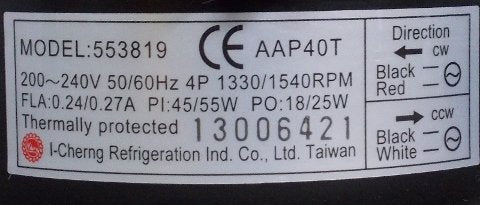 MODEL:553819 CE AAP40T
200~240V 50/60Hz 4P 1330/1540RPM
FLA:0.24/0.27A PI:45/55W PO:18/25W
Thermally protected 13006421
I-Cherng Refrigeration Ind. Co., Ltd. Taiwan
Direction
CW
Black
Red
CCW
Black
White